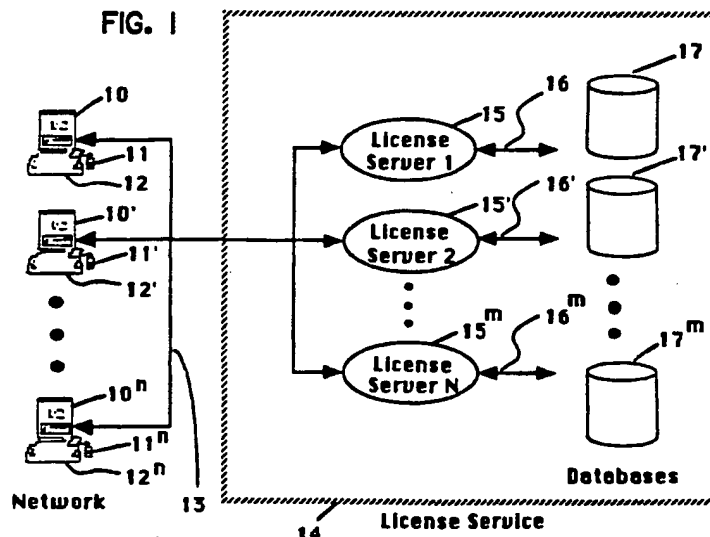 FIG. 1
10
11
12
10'
11'
12'
10ⁿ
11ⁿ
12ⁿ
Network
13
License Server 1
15
16
17
License Server 2
15'
16'
17'
License Server N
15ᵐ
16ᵐ
17ᵐ
Databases
14
License Service